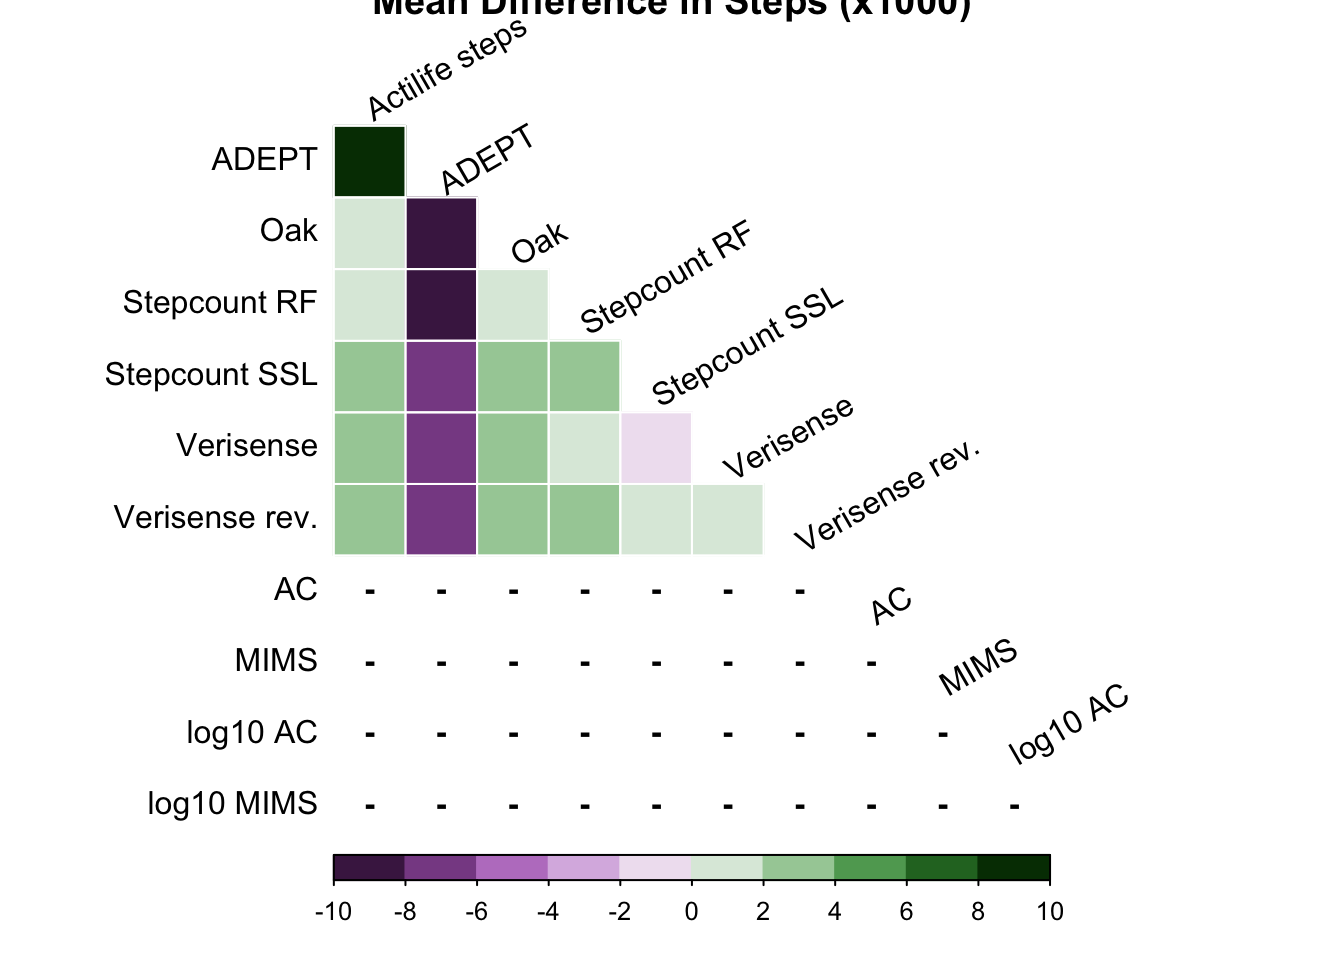 Mean Difference in Steps (x1000)
Actilife steps
ADEPT
ADEPT
Oak
Oak
Stepcount RF
Stepcount RF
Stepcount SSL
Stepcount SSL
Verisense
Verisense
Verisense rev.
Verisense rev.
AC - - - - - - -
AC
MIMS - - - - - - - -
MIMS
log10 AC - - - - - - - - -
log10 AC
log10 MIMS - - - - - - - - - -
-10 -8 -6 -4 -2 0 2 4 6 8 10